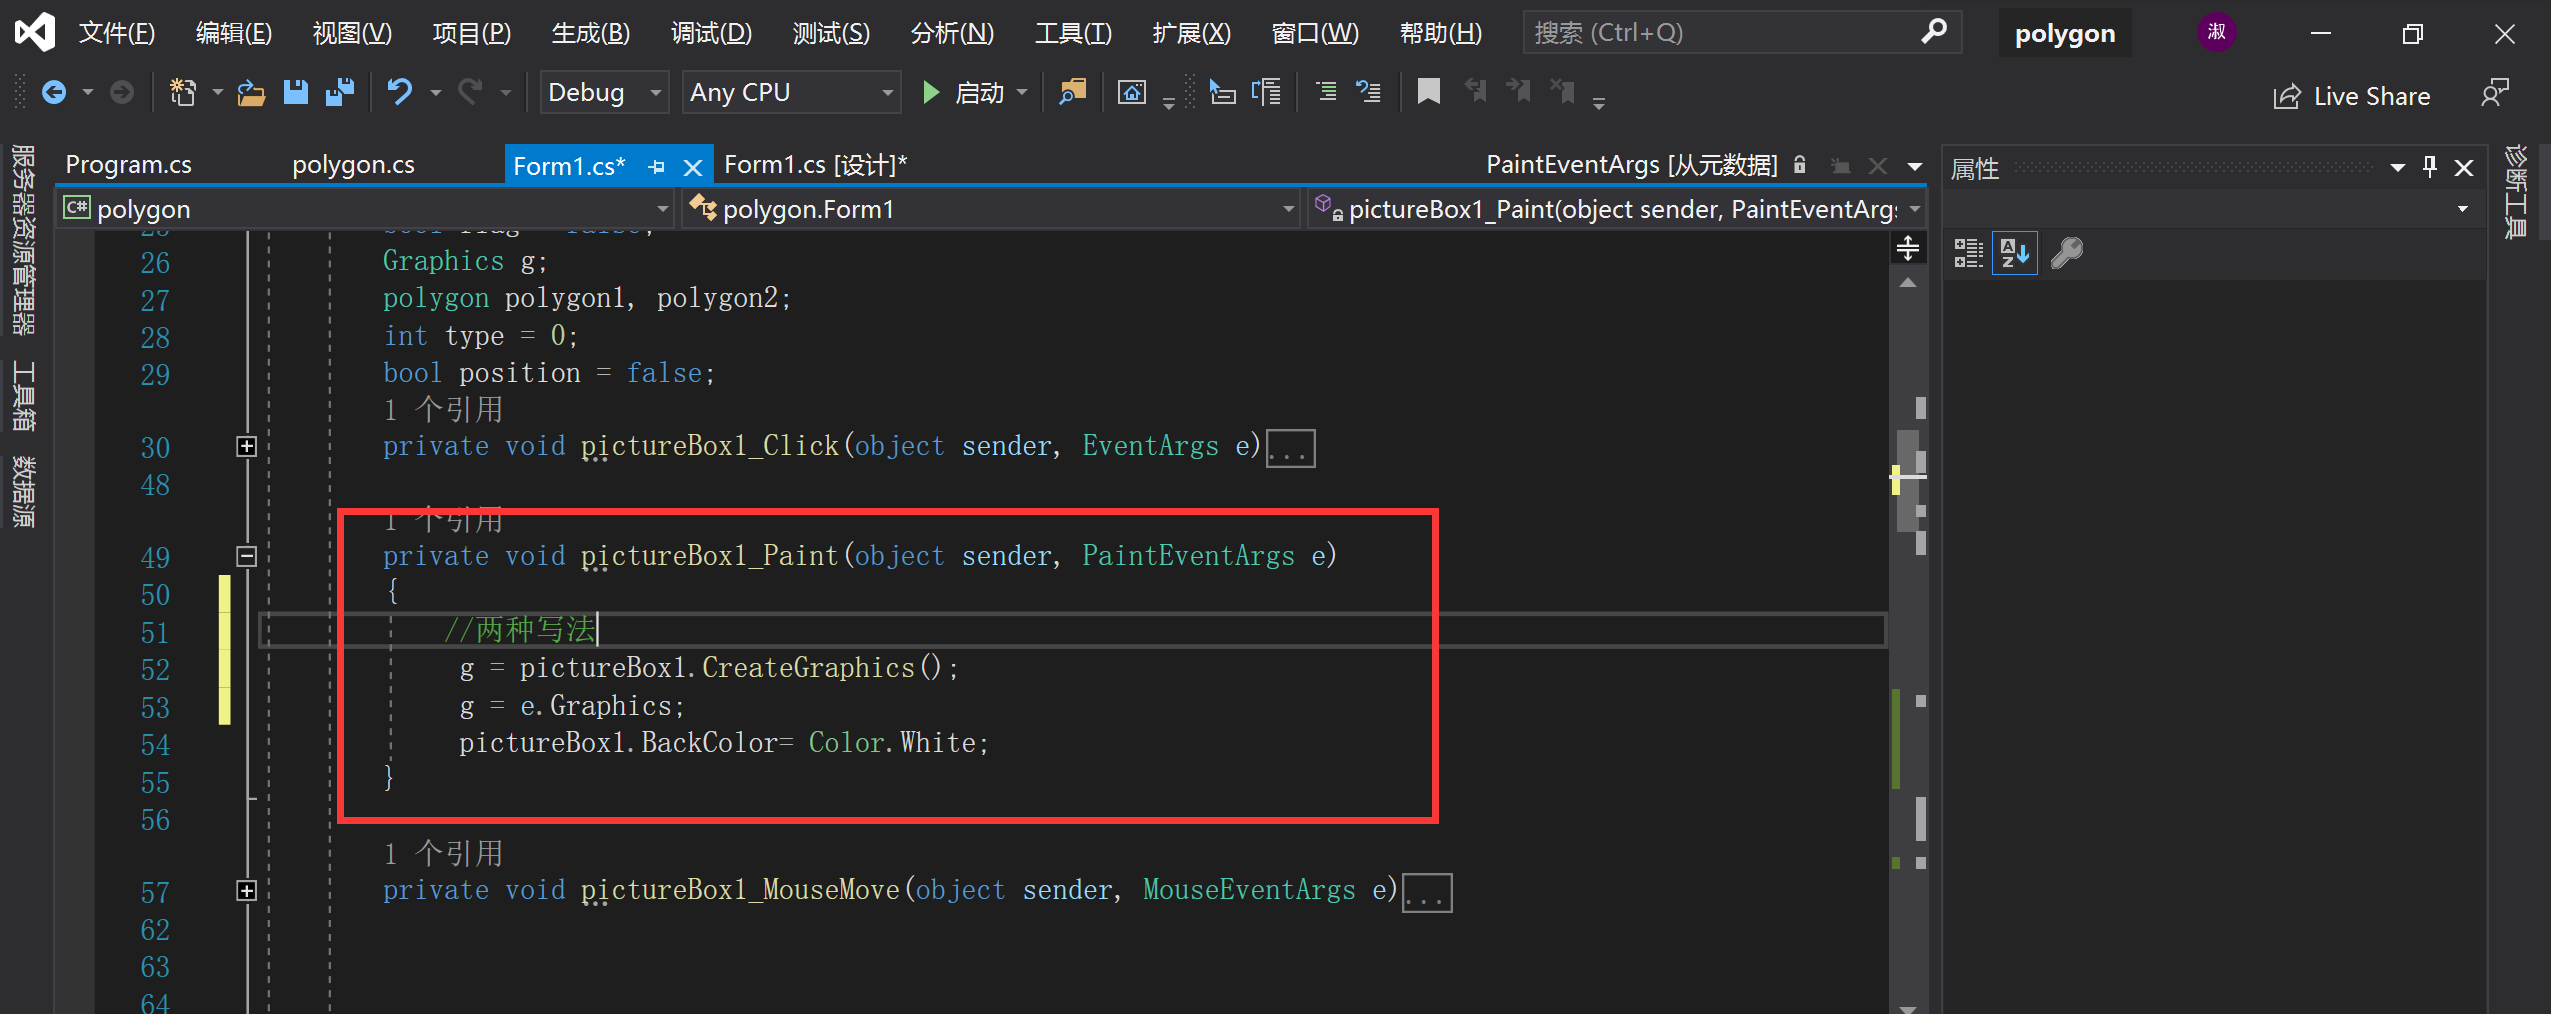 文件(F) 编辑(E) 视图(V) 项目(P) 生成(B) 调试(D) 测试(S) 分析(N) 工具(T) 扩展(X) 窗口(W) 帮助(H) 搜索 (Ctrl+Q) polygon 淑
Debug Any CPU 启动 Live Share
服务器资源管理器
工具箱
数据源
Program.cs polygon.cs Form1.cs* Form1.cs [设计]* PaintEventArgs [从元数据]
polygon polygon.Form1 pictureBox1_Paint(object sender, PaintEventArgs
25 bool flag = false;
26 Graphics g;
27 polygon polygon1, polygon2;
28 int type = 0;
29 bool position = false;
1 个引用
30 private void pictureBox1_Click(object sender, EventArgs e)...
48
1 个引用
49 private void pictureBox1_Paint(object sender, PaintEventArgs e)
50 {
51 //两种写法
52 g = pictureBox1.CreateGraphics();
53 g = e.Graphics;
54 pictureBox1.BackColor= Color.White;
55 }
56
1 个引用
57 private void pictureBox1_MouseMove(object sender, MouseEventArgs e)...
62
63
64
属性
诊断工具